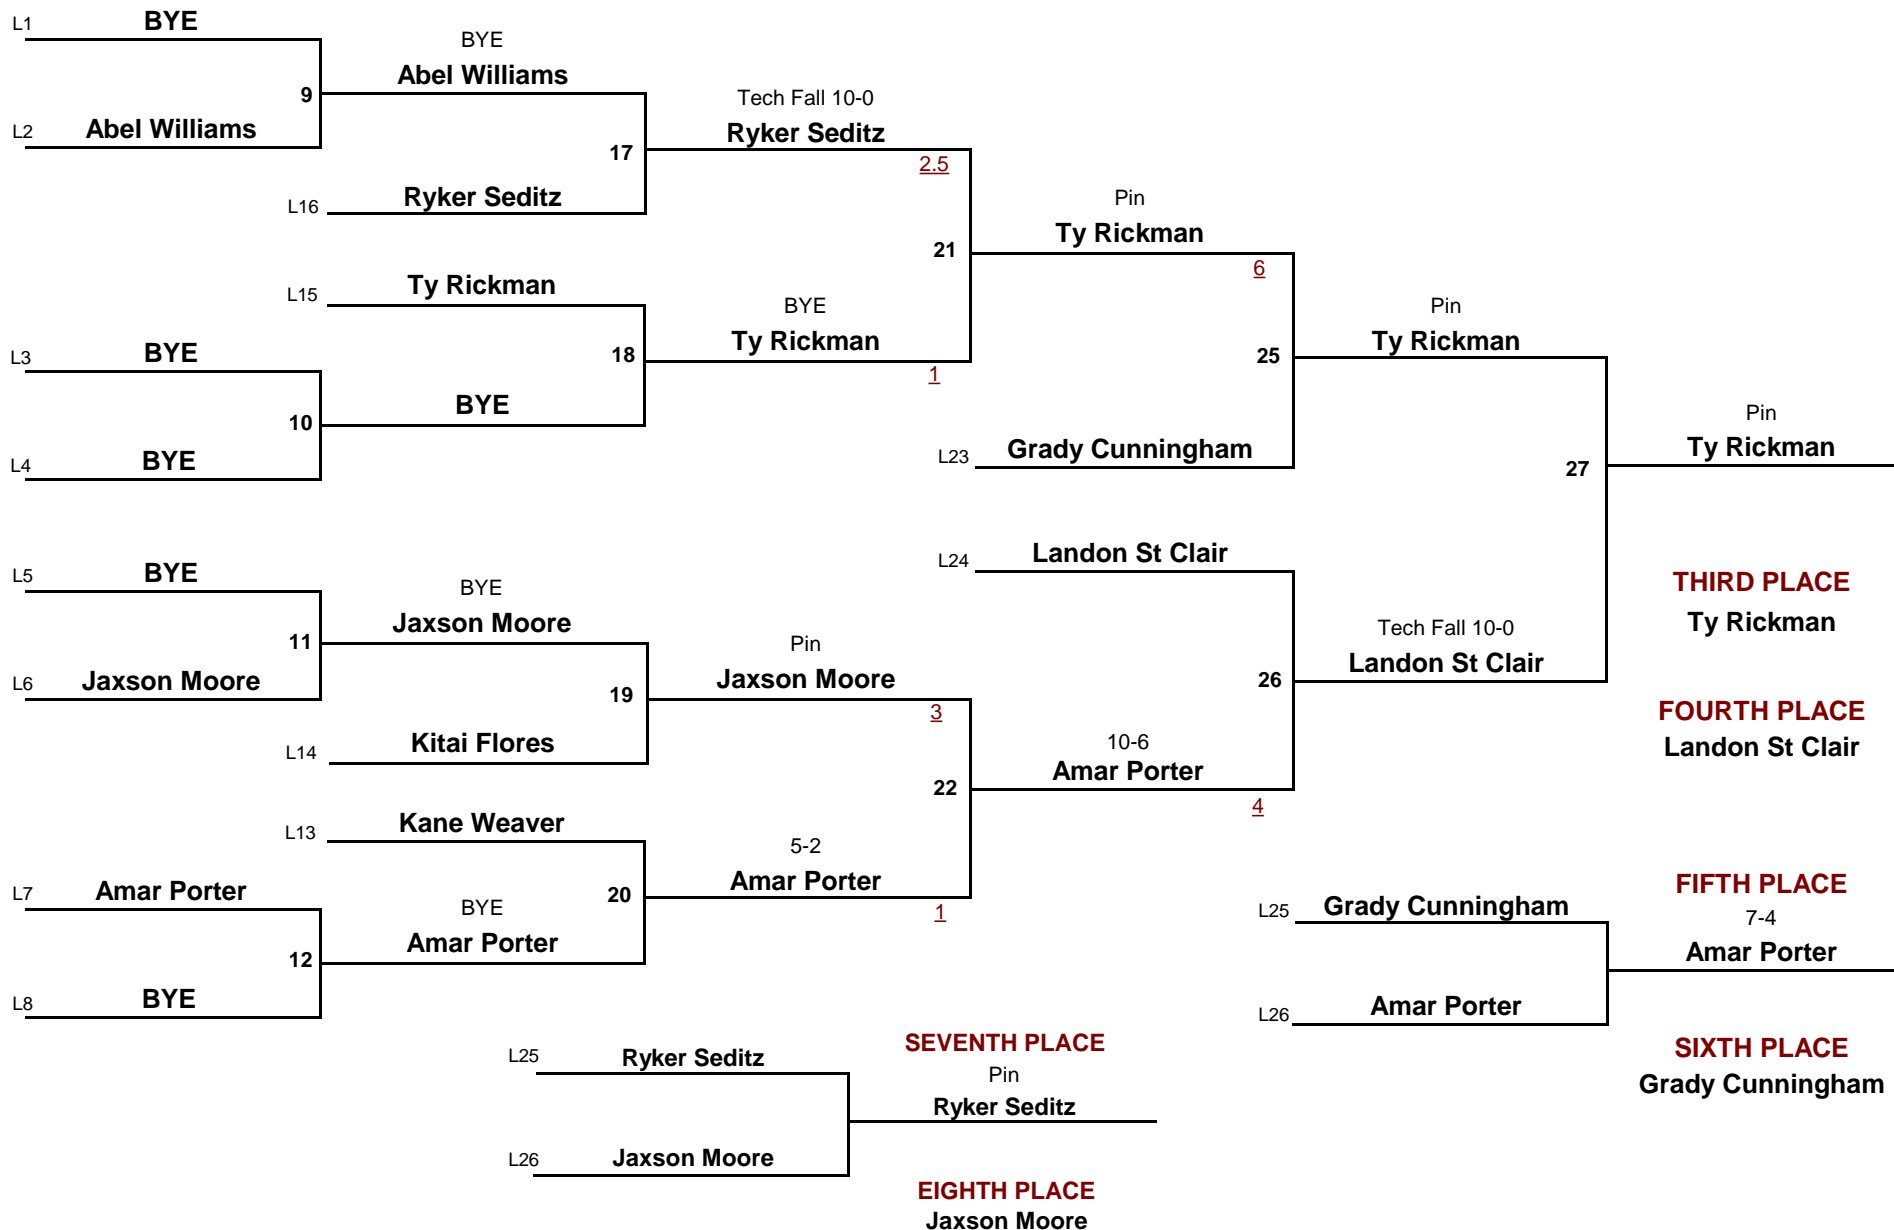 L1 BYE
BYE
Abel Williams
9
L2 Abel Williams
Tech Fall 10-0
Ryker Seditz
17
2.5
L16 Ryker Seditz
Pin
Ty Rickman
21
6
L15 Ty Rickman
BYE
Ty Rickman
18
1
L3 BYE
10
BYE
L4 BYE
Pin
Ty Rickman
25
L23 Grady Cunningham
Pin
Ty Rickman
27
L24 Landon St Clair
L5 BYE
BYE
Jaxson Moore
11
L6 Jaxson Moore
Pin
Jaxson Moore
19
3
L14 Kitai Flores
Tech Fall 10-0
Landon St Clair
26
10-6
Amar Porter
22
4
THIRD PLACE
Ty Rickman
FOURTH PLACE
Landon St Clair
L13 Kane Weaver
5-2
Amar Porter
20
1
L7 Amar Porter
BYE
Amar Porter
12
L8 BYE
FIFTH PLACE
L25 Grady Cunningham
7-4
Amar Porter
L26 Amar Porter
SIXTH PLACE
Grady Cunningham
SEVENTH PLACE
L25 Ryker Seditz
Pin
Ryker Seditz
L26 Jaxson Moore
EIGHTH PLACE
Jaxson Moore